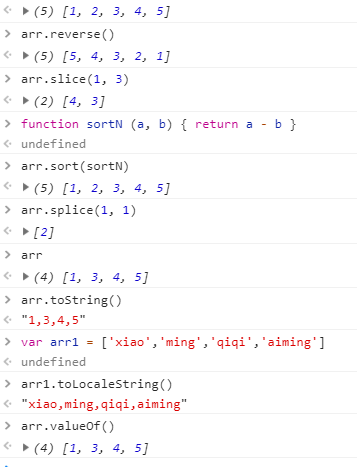 (5) [1, 2, 3, 4, 5]
arr.reverse()
(5) [5, 4, 3, 2, 1]
arr.slice(1, 3)
(2) [4, 3]
function sortN (a, b) { return a - b }
undefined
arr.sort(sortN)
(5) [1, 2, 3, 4, 5]
arr.splice(1, 1)
[2]
arr
(4) [1, 3, 4, 5]
arr.toString()
"1,3,4,5"
var arr1 = ['xiao','ming','qiqi','aiming']
undefined
arr1.toLocaleString()
"xiao,ming,qiqi,aiming"
arr.valueOf()
(4) [1, 3, 4, 5]